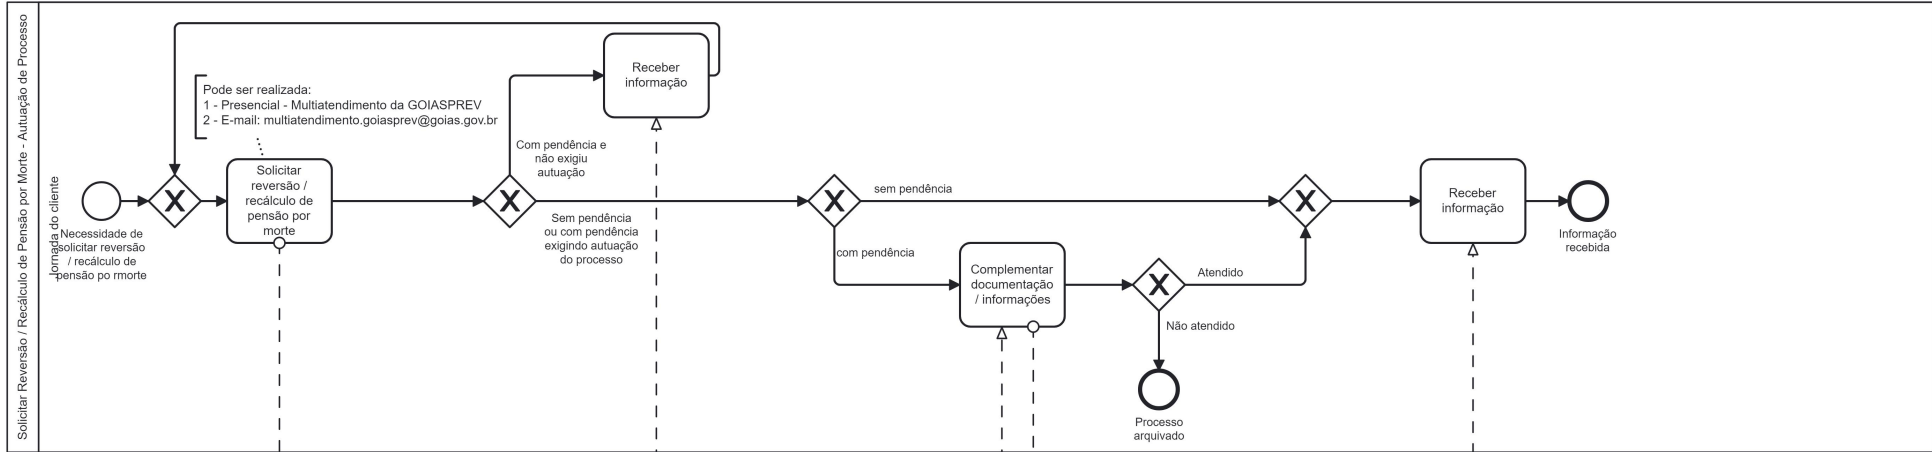 Solicitar Reversão / Recálculo de Pensão por Morte - Autuação de Processo
Jornada do cliente
Necessidade de
solicitar reversão
/ recálculo de
pensão po rmorte
Pode ser realizada:
1 - Presencial - Multiatendimento da GOIASPREV
2 - E-mail: multiatendimento.goiasprev@goias.gov.br
Solicitar
reversão /
recálculo de
pensão por
morte
Com pendência e
não exigiu
autuação
Sem pendência
ou com pendência
exigindo autuação
do processo
Receber
informação
sem pendência
com pendência
Complementar
documentação
/ informações
Atendido
Não atendido
Processo
arquivado
Receber
informação
Informação
recebida